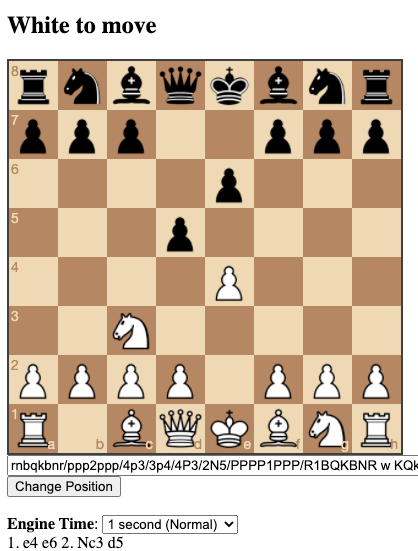 White to move
8
7
6
5
4
3
2
1
a b c d e f g h
rnbqkbnr/ppp2ppp/4p3/3p4/4P3/2N5/PPPP1PPP/R1BQKBNR w KQk
Change Position
Engine Time: 1 second (Normal)
1. e4 e6 2. Nc3 d5